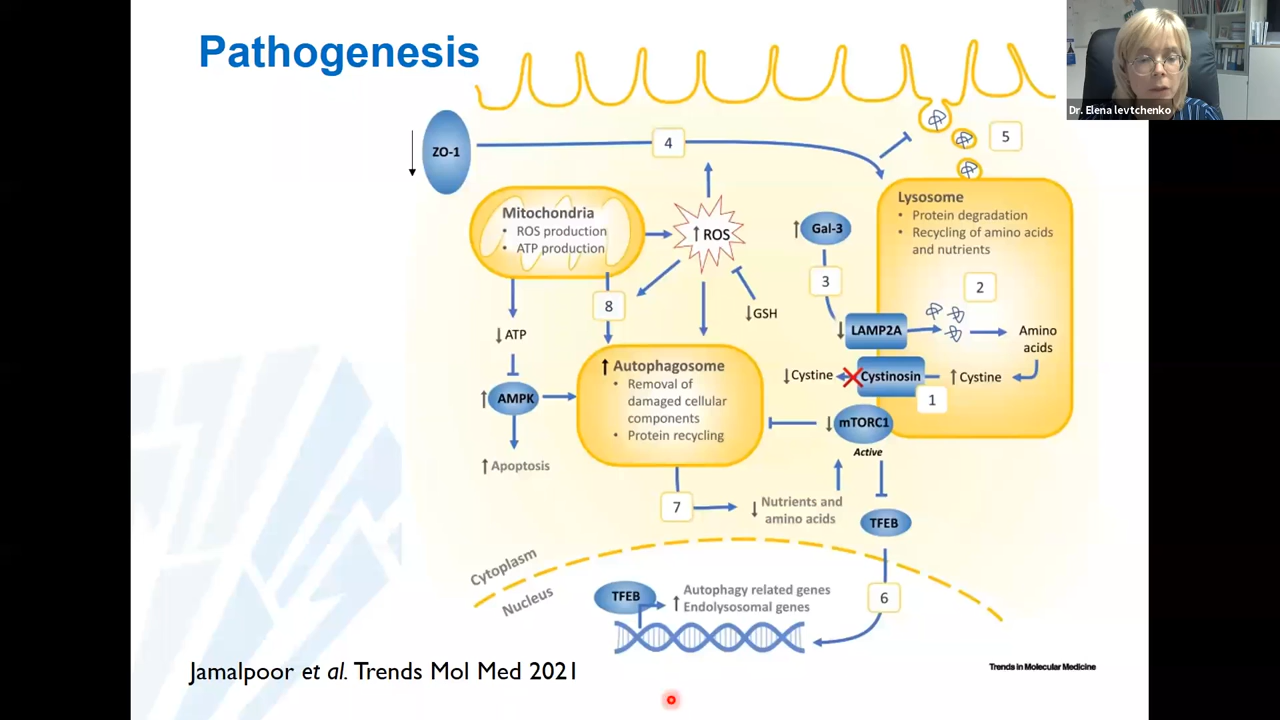 Pathogenesis
Dr. Elena levtchenko
ZO-1
4
5
Mitochondria
• ROS production
• ATP production
↑ ROS
↑ Gal-3
Lysosome
• Protein degradation
• Recycling of amino acids
and nutrients
2
3
8
↓GSH
↓ATP
↓ LAMP2A
Amino
acids
↑ AMPK
↑ Autophagosome
• Removal of
damaged cellular
components
• Protein recycling
↓Cystine
Cystinosin
↑ Cystine
1
↓ mTORC1
Active
↑ Apoptosis
7
↓ Nutrients and
amino acids
TFEB
Cytoplasm
Nucleus
TFEB
↑ Autophagy related genes
Endolysosomal genes
6
Jamalpoor et al. Trends Mol Med 2021
Trends in Molecular Medicine